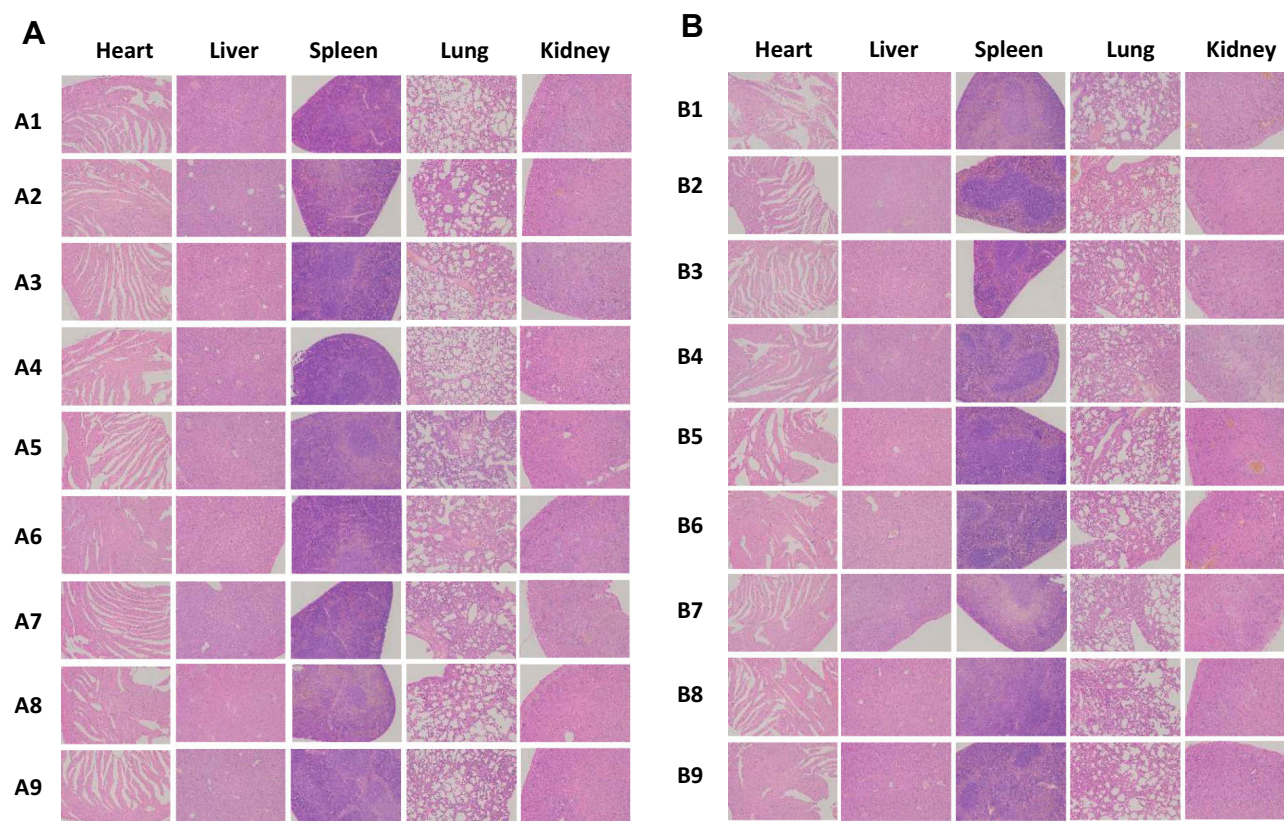 A
Heart Liver Spleen Lung Kidney
A1
A2
A3
A4
A5
A6
A7
A8
A9
B
Heart Liver Spleen Lung Kidney
B1
B2
B3
B4
B5
B6
B7
B8
B9